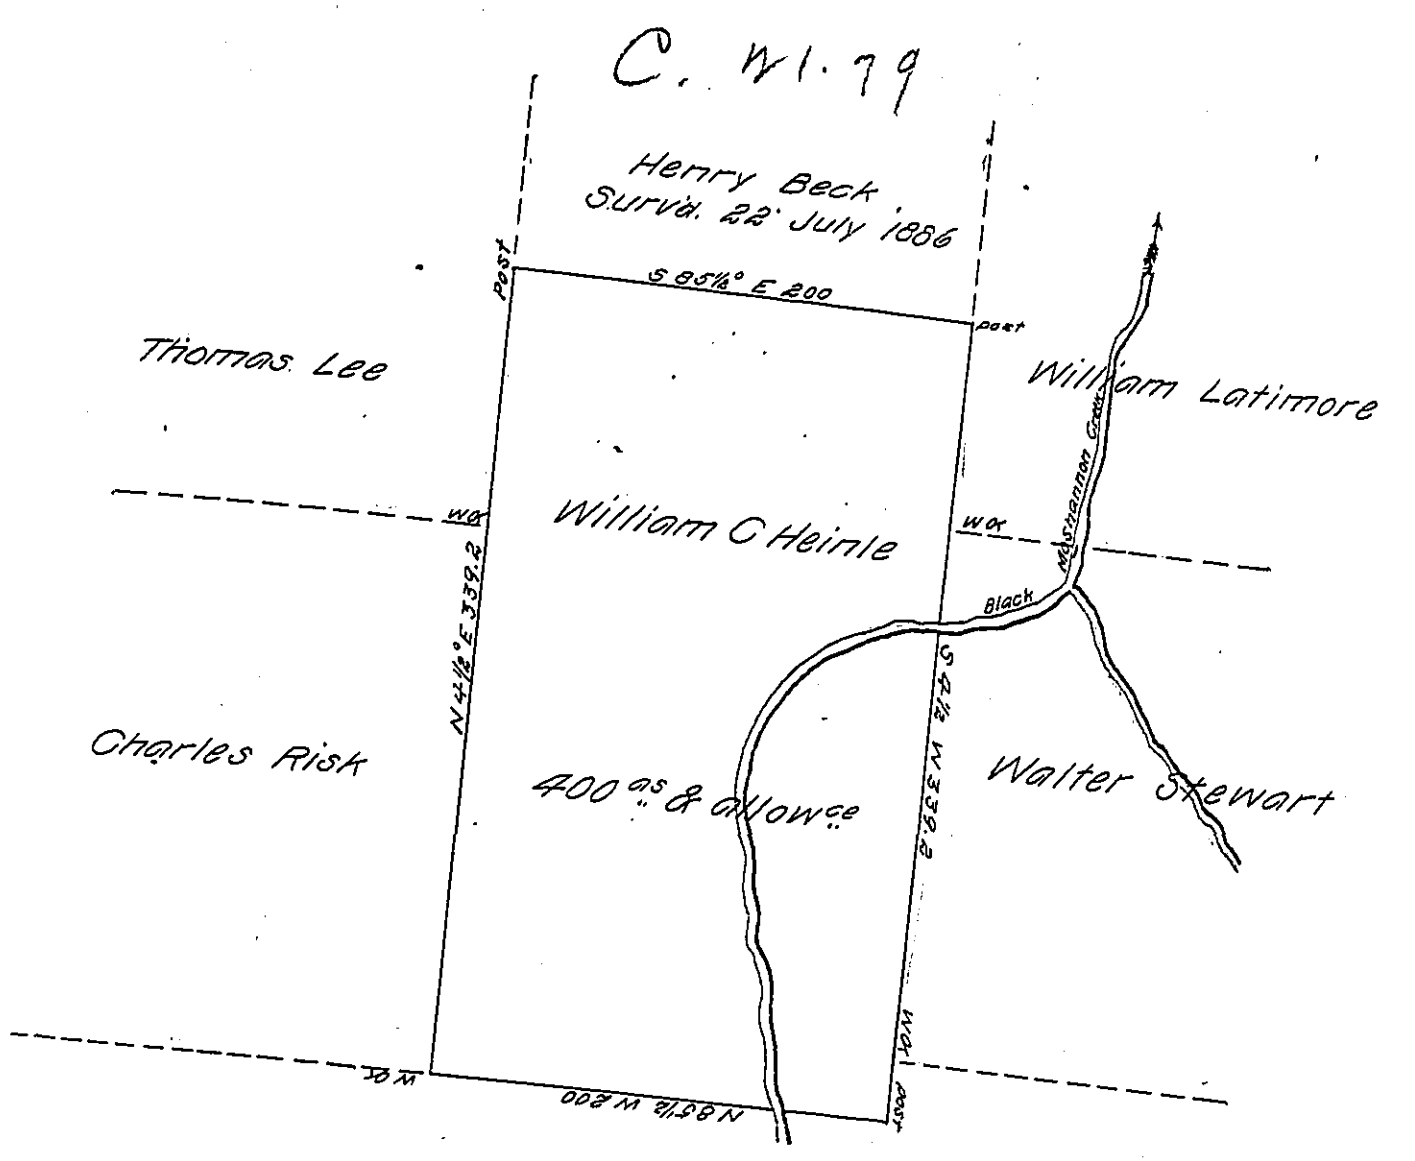 C. W1. 79
Henry Beck
Surv'd. 22 July 1886
post
S 85½° E 200
post
Thomas Lee
William Latimore
Moshannon Creek
WO
William C Heinle
WO
N 4½° E 339.2
Black
S 4½ W 339.2
Charles Risk
400 as & allowce
Walter Stewart
WO
WO
post
N 85½ W 200